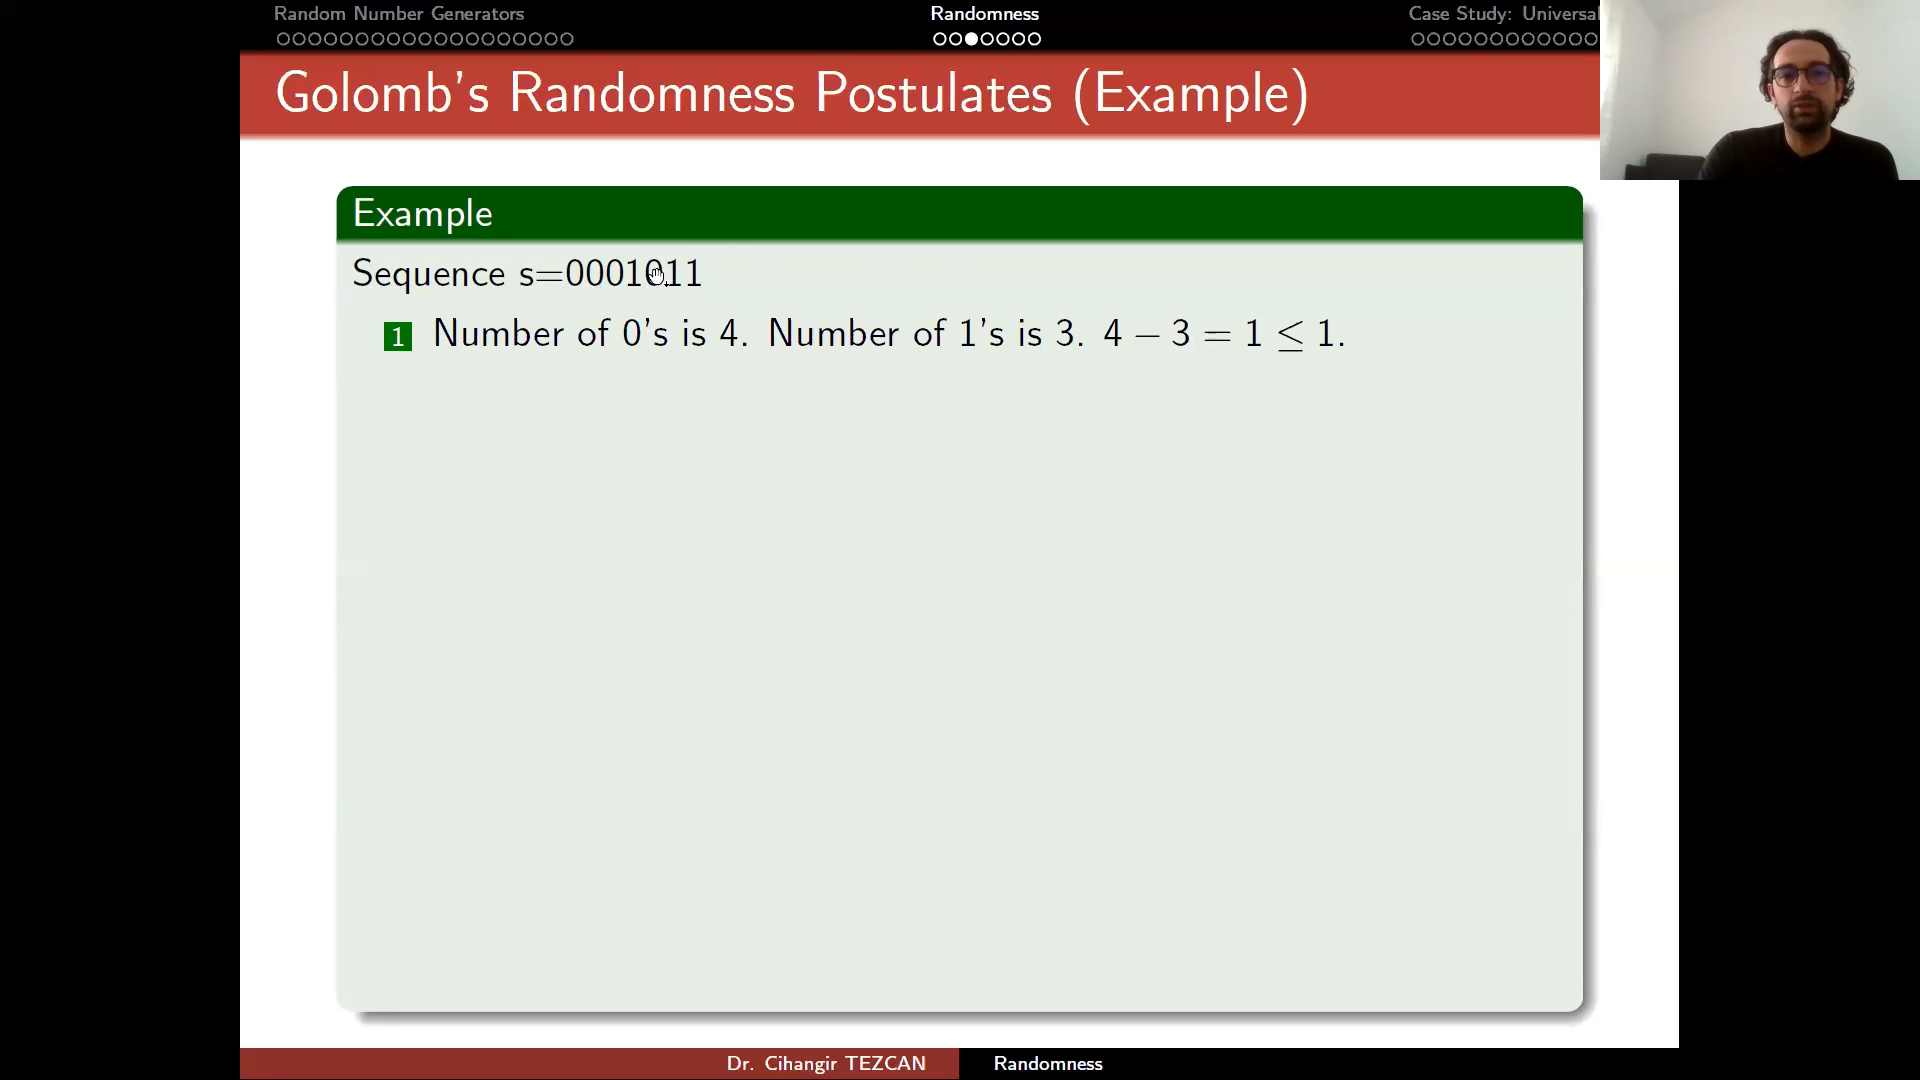 Random Number Generators
Randomness
Case Study: Universal
Golomb's Randomness Postulates (Example)
Example
Sequence s=0001011
1 Number of 0's is 4. Number of 1's is 3. 4 − 3 = 1 ≤ 1.
Dr. Cihangir TEZCAN
Randomness